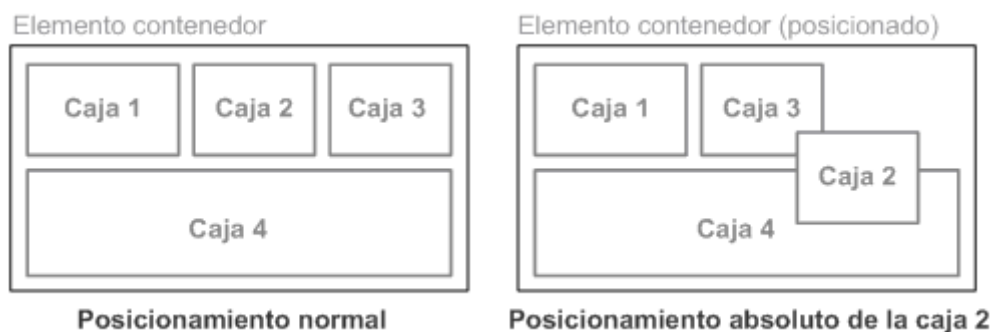 Elemento contenedor
Caja 1 Caja 2 Caja 3
Caja 4
Posicionamiento normal
Elemento contenedor (posicionado)
Caja 1 Caja 3
Caja 2
Caja 4
Posicionamiento absoluto de la caja 2